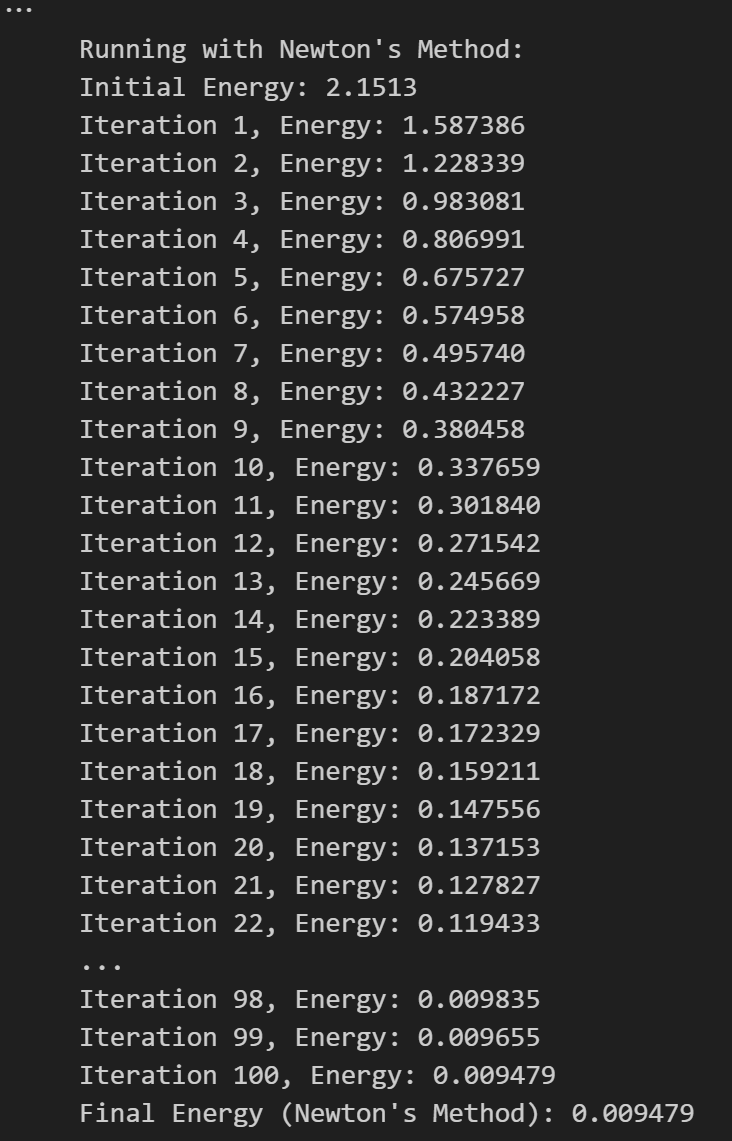 ...
Running with Newton's Method:
Initial Energy: 2.1513
Iteration 1, Energy: 1.587386
Iteration 2, Energy: 1.228339
Iteration 3, Energy: 0.983081
Iteration 4, Energy: 0.806991
Iteration 5, Energy: 0.675727
Iteration 6, Energy: 0.574958
Iteration 7, Energy: 0.495740
Iteration 8, Energy: 0.432227
Iteration 9, Energy: 0.380458
Iteration 10, Energy: 0.337659
Iteration 11, Energy: 0.301840
Iteration 12, Energy: 0.271542
Iteration 13, Energy: 0.245669
Iteration 14, Energy: 0.223389
Iteration 15, Energy: 0.204058
Iteration 16, Energy: 0.187172
Iteration 17, Energy: 0.172329
Iteration 18, Energy: 0.159211
Iteration 19, Energy: 0.147556
Iteration 20, Energy: 0.137153
Iteration 21, Energy: 0.127827
Iteration 22, Energy: 0.119433
...
Iteration 98, Energy: 0.009835
Iteration 99, Energy: 0.009655
Iteration 100, Energy: 0.009479
Final Energy (Newton's Method): 0.009479